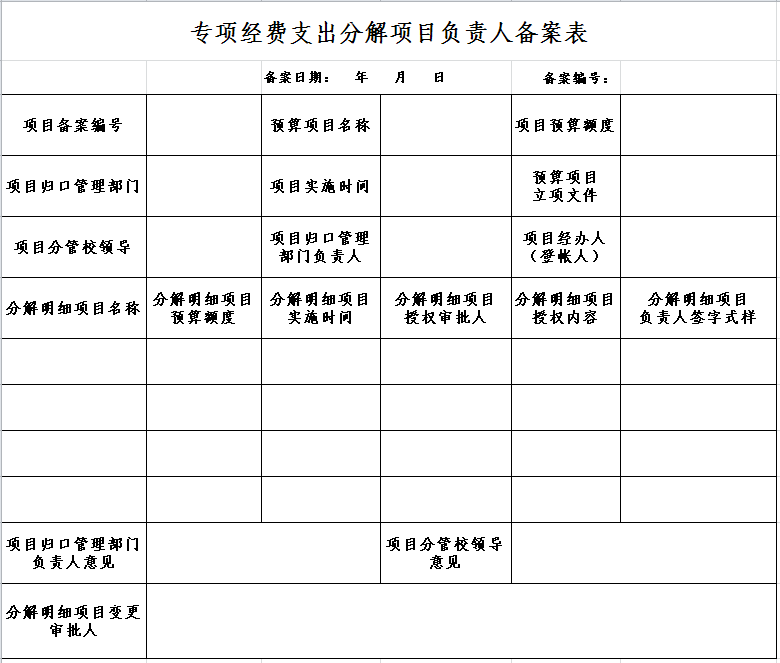 专项经费支出分解项目负责人备案表
备案日期： 年 月 日 备案编号：
项目备案编号 预算项目名称 项目预算额度
项目归口管理部门 项目实施时间 预算项目
立项文件
项目分管校领导 项目归口管理
部门负责人 项目经办人
（登帐人）
分解明细项目名称 分解明细项目
预算额度 分解明细项目
实施时间 分解明细项目
授权审批人 分解明细项目
授权内容 分解明细项目
负责人签字式样
项目归口管理部门
负责人意见 项目分管校领导
意见
分解明细项目变更
审批人